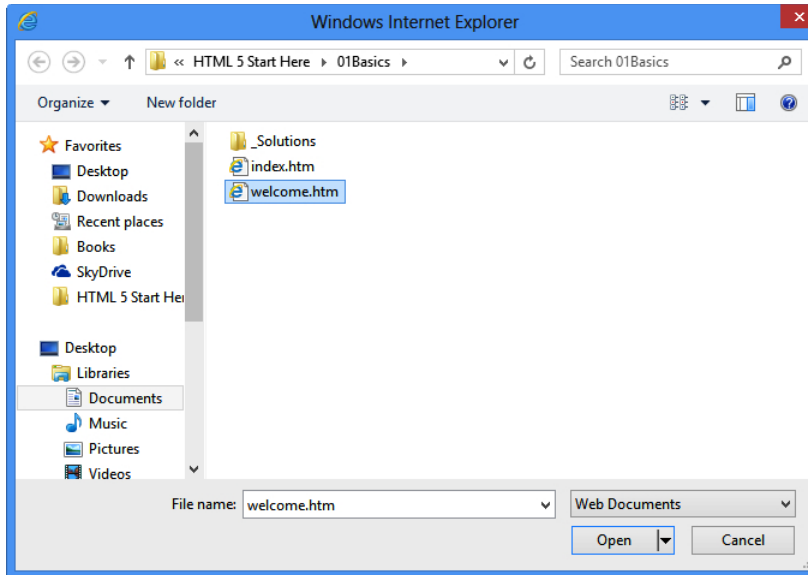 Windows Internet Explorer
« HTML 5 Start Here 01Basics
Search 01Basics
Organize
New folder
Favorites
Desktop
Downloads
Recent places
Books
SkyDrive
HTML 5 Start Her
Desktop
Libraries
Documents
Music
Pictures
Videos
_Solutions
index.htm
welcome.htm
File name: welcome.htm
Web Documents
Open
Cancel